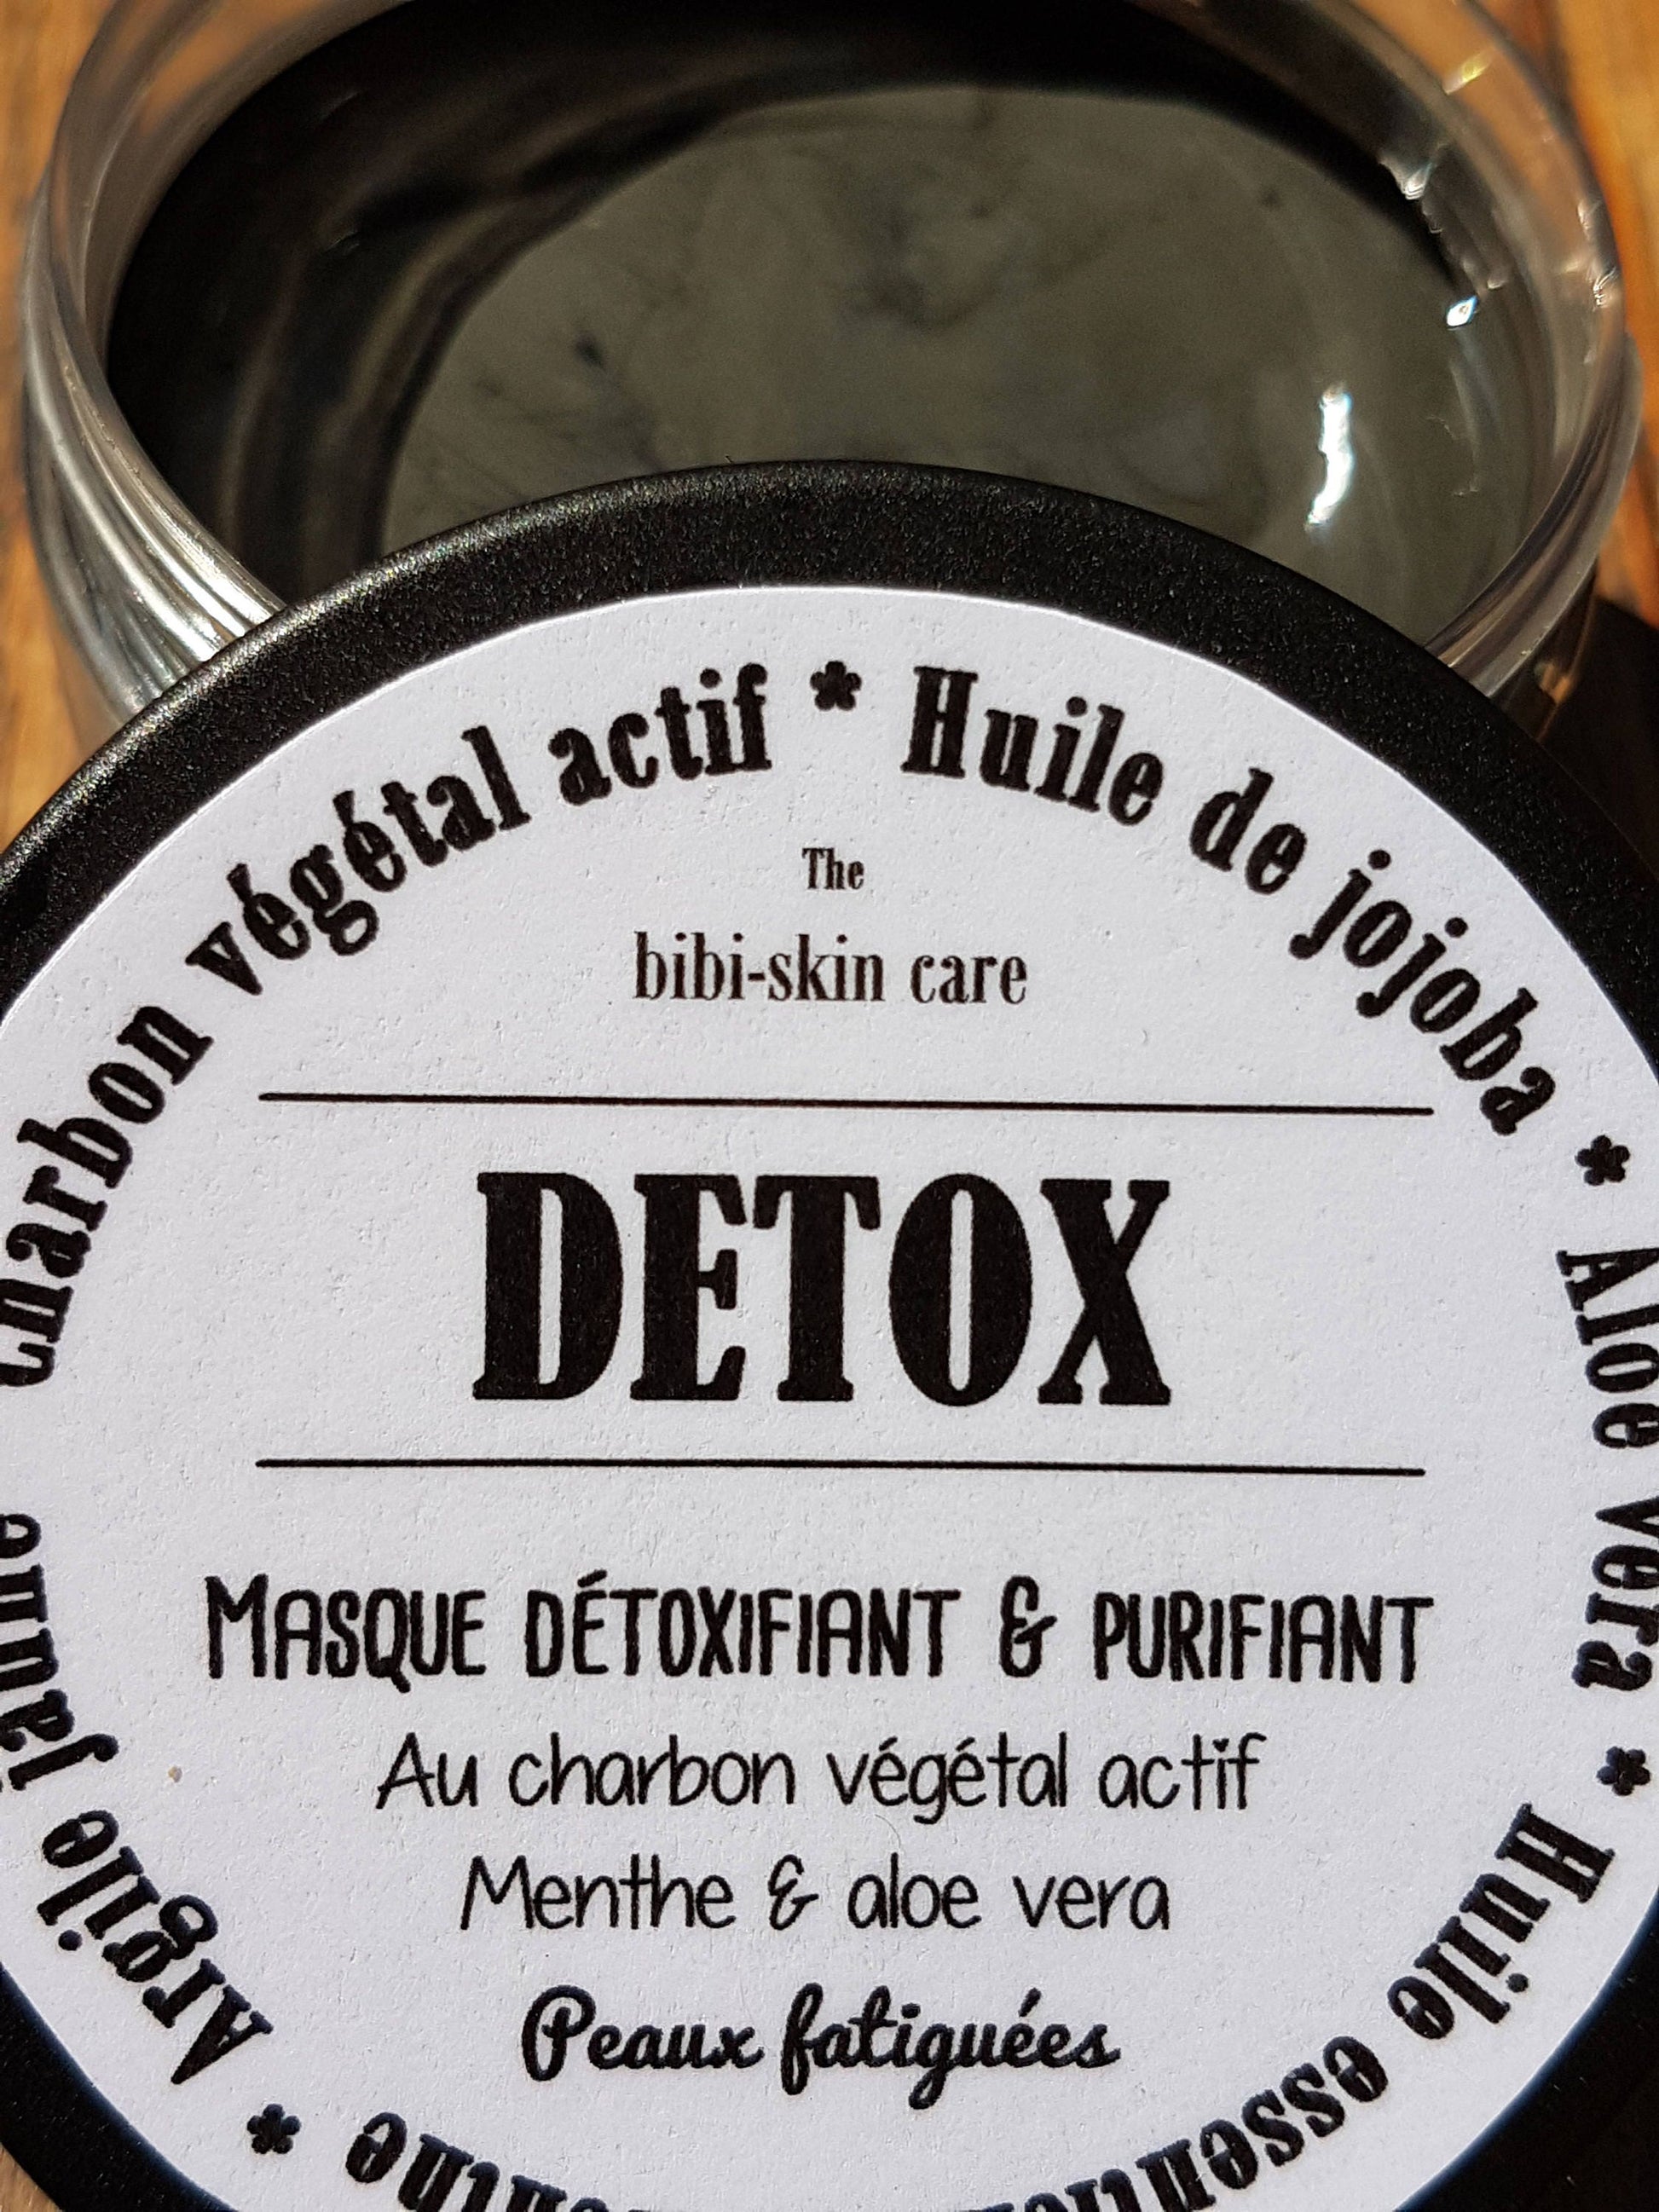 Charbon végétal actif * Huile de jojoba * Aloe vera * Huile
Argile jaune *
The
bibi-skin care
DETOX
MASQUE DÉTOXIFIANT & PURIFIANT
Au charbon végétal actif
Menthe & aloe vera
Peaux fatiguées